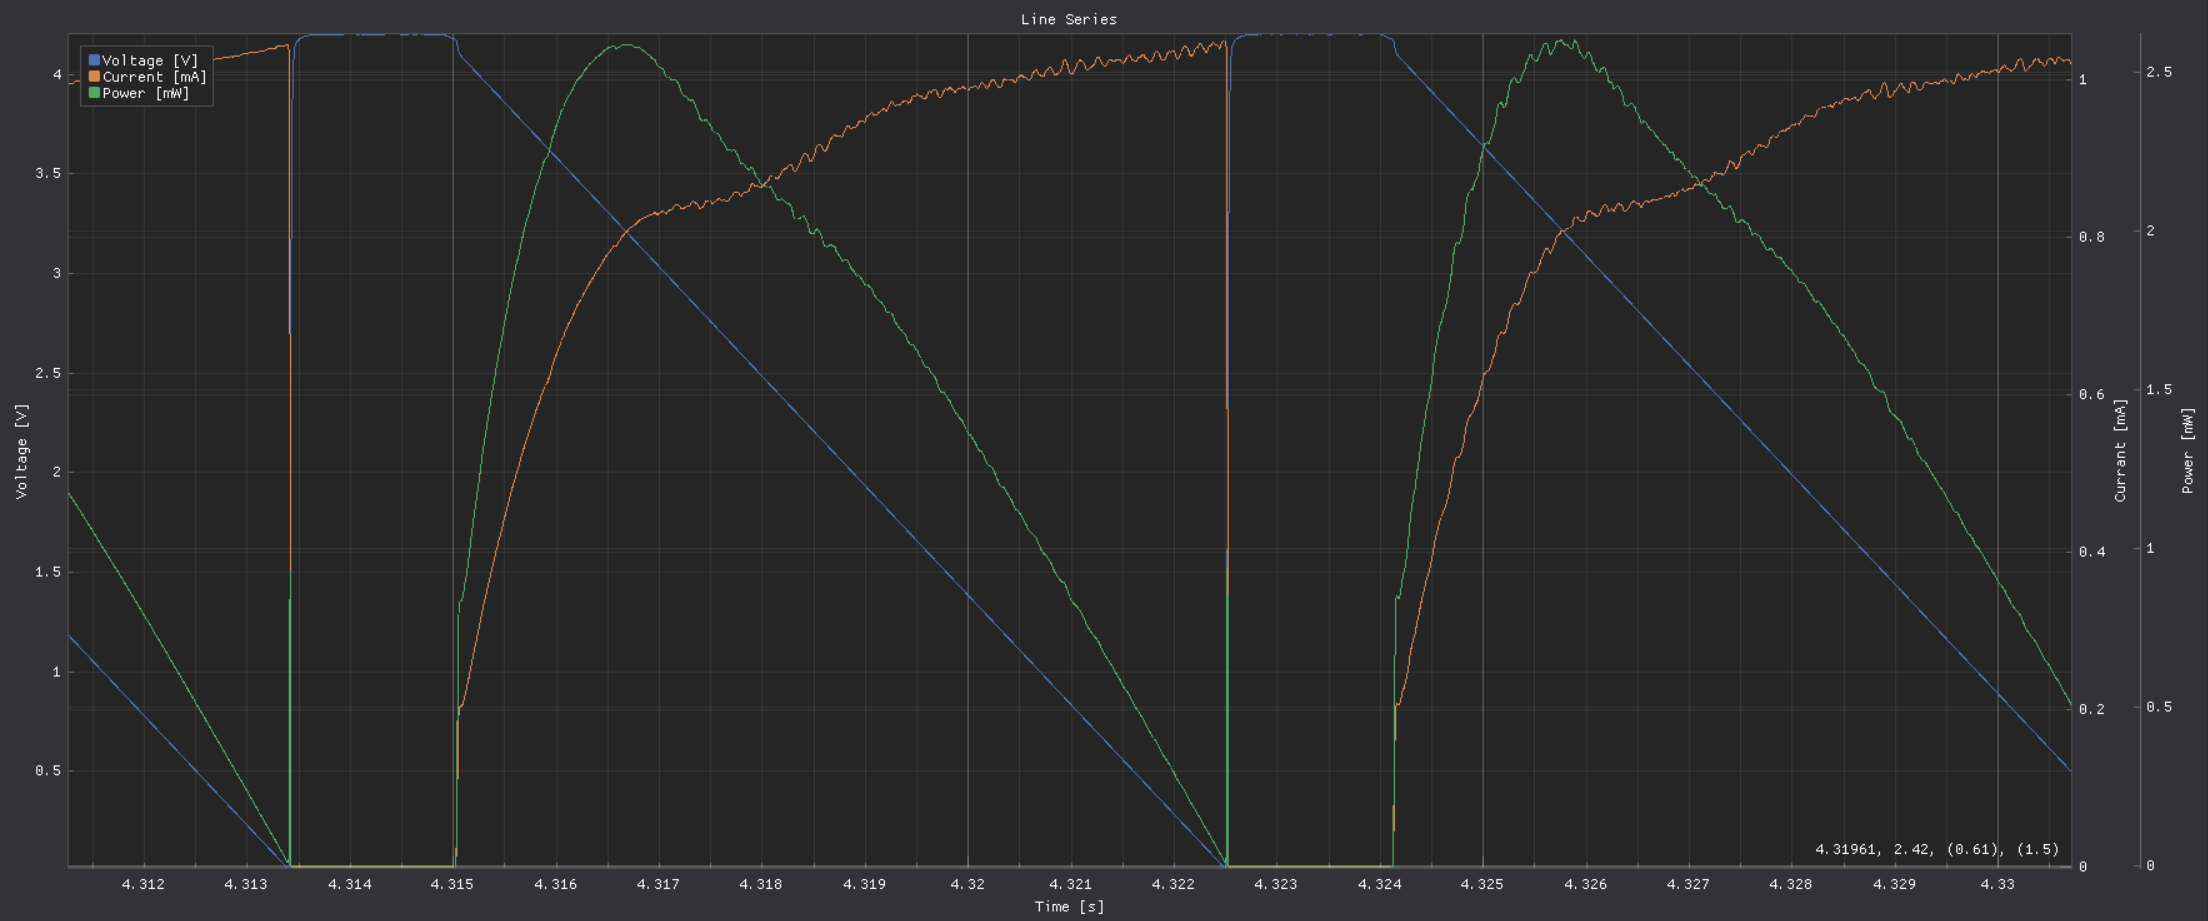 Line Series
Voltage [V]
Current [mA]
Power [mW]
4
3.5
3
2.5
2
1.5
1
0.5
Voltage [V]
1
0.8
0.6
0.4
0.2
0
Current [mA]
2.5
2
1.5
1
0.5
0
Power [mW]
4.31961, 2.42, (0.61), (1.5)
4.312 4.313 4.314 4.315 4.316 4.317 4.318 4.319 4.32 4.321 4.322 4.323 4.324 4.325 4.326 4.327 4.328 4.329 4.33
Time [s]